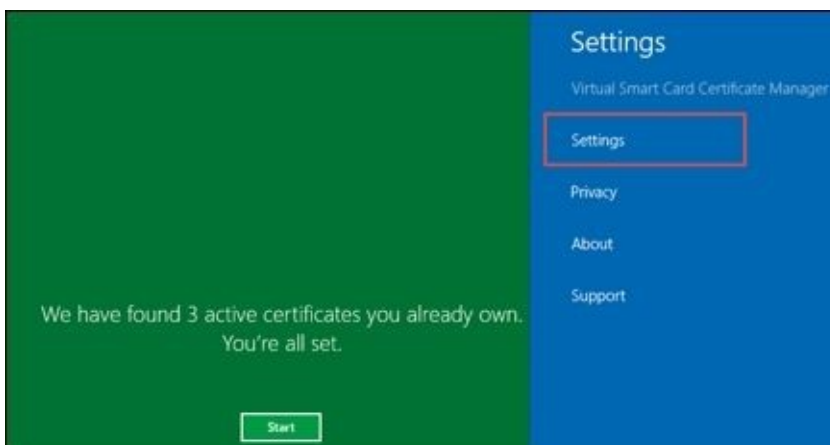 We have found 3 active certificates you already own.
You're all set.
Start
Settings
Virtual Smart Card Certificate Manager
Settings
Privacy
About
Support